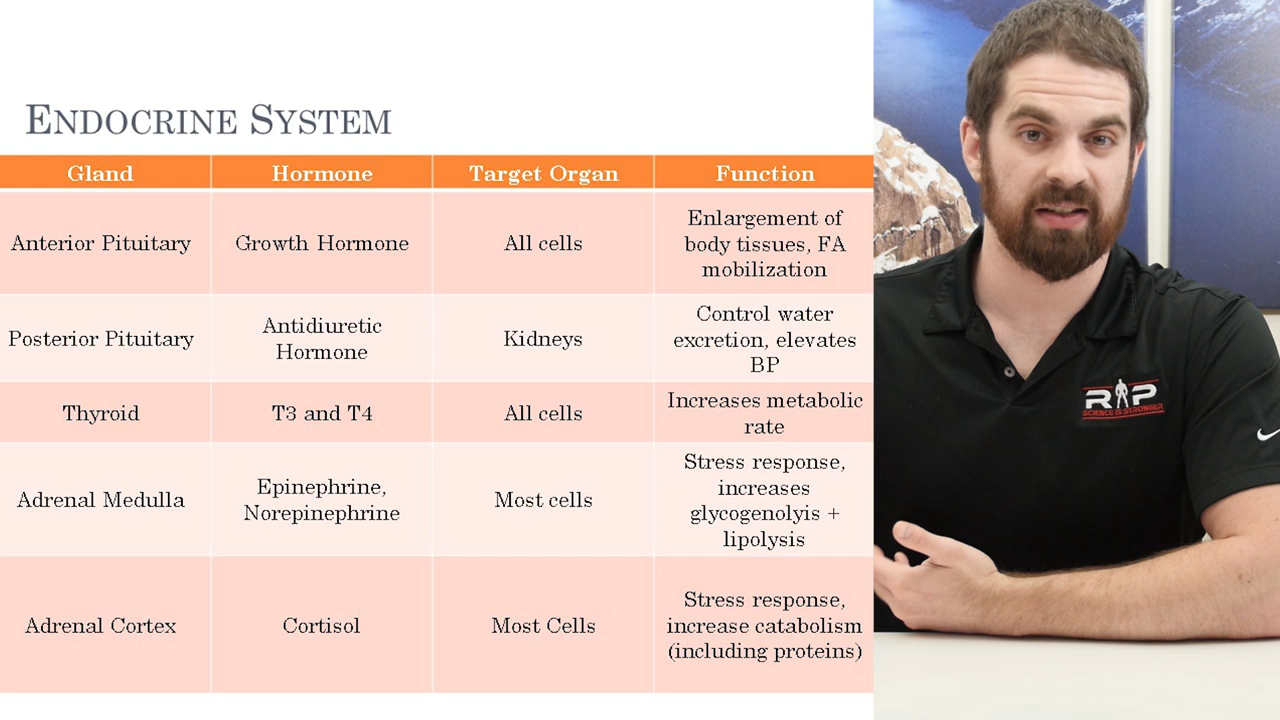 ENDOCRINE SYSTEM
Gland Hormone Target Organ Function
Anterior Pituitary Growth Hormone All cells Enlargement of
body tissues, FA
mobilization
Posterior Pituitary Antidiuretic
Hormone Kidneys Control water
excretion, elevates
BP
Thyroid T3 and T4 All cells Increases metabolic
rate
Adrenal Medulla Epinephrine,
Norepinephrine Most cells Stress response,
increases
glycogenolyis +
lipolysis
Adrenal Cortex Cortisol Most Cells Stress response,
increase catabolism
(including proteins)
RP
SCIENCE IS STRONGER